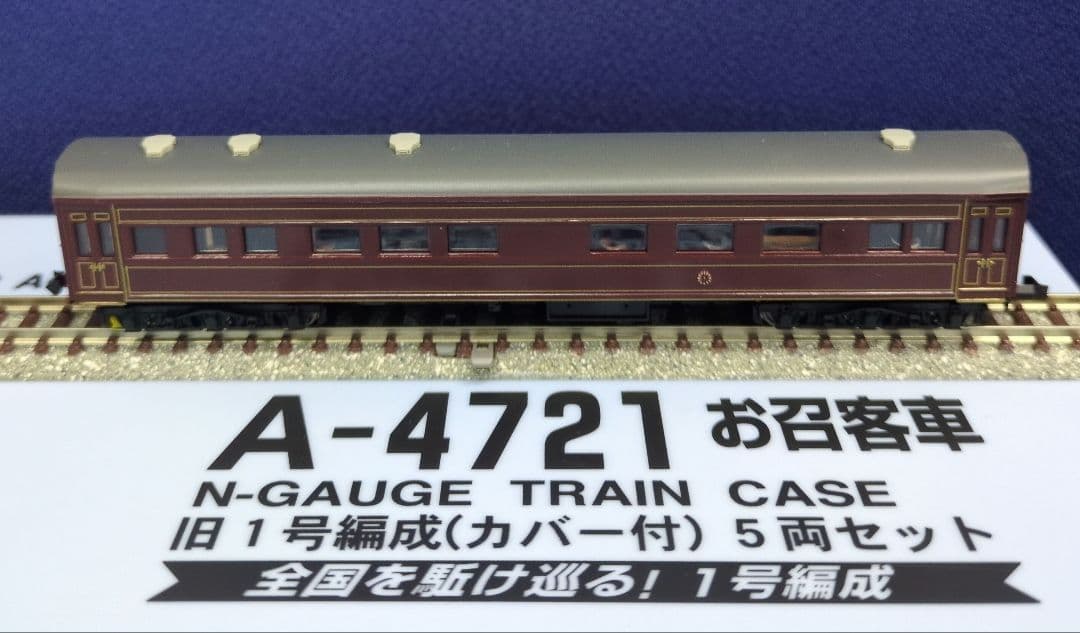 A-4721 お召客車
N-GAUGE TRAIN CASE
旧1号編成(カバー付) 5両セット
全国を駈け巡る! 1号編成